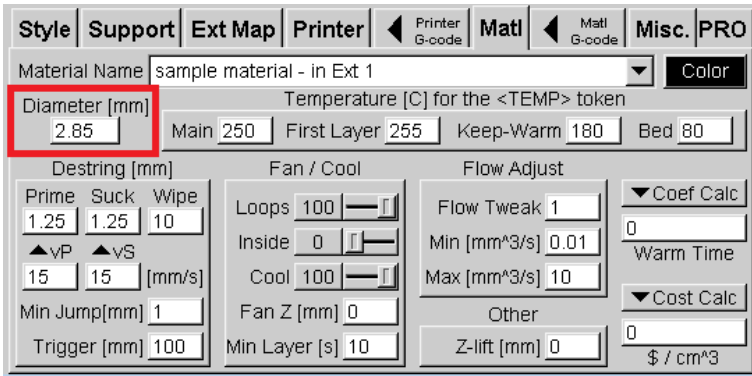 Style Support Ext Map Printer Printer G-code Matl Matl G-code Misc. PRO
Material Name sample material - in Ext 1 Color
Diameter [mm] Temperature [C] for the <TEMP> token
2.85 Main 250 First Layer 255 Keep-Warm 180 Bed 80
Destring [mm] Fan / Cool Flow Adjust
Prime Suck Wipe Loops 100 Flow Tweak 1 Coef Calc
1.25 1.25 10 Inside 0 Min [mm^3/s] 0.01 0
vP vS Warm Time
15 15 [mm/s] Cool 100 Max [mm^3/s] 10 Cost Calc
Min Jump[mm] 1 Fan Z [mm] 0 Other 0
Trigger [mm] 100 Min Layer [s] 10 Z-lift [mm] 0 $ / cm^3